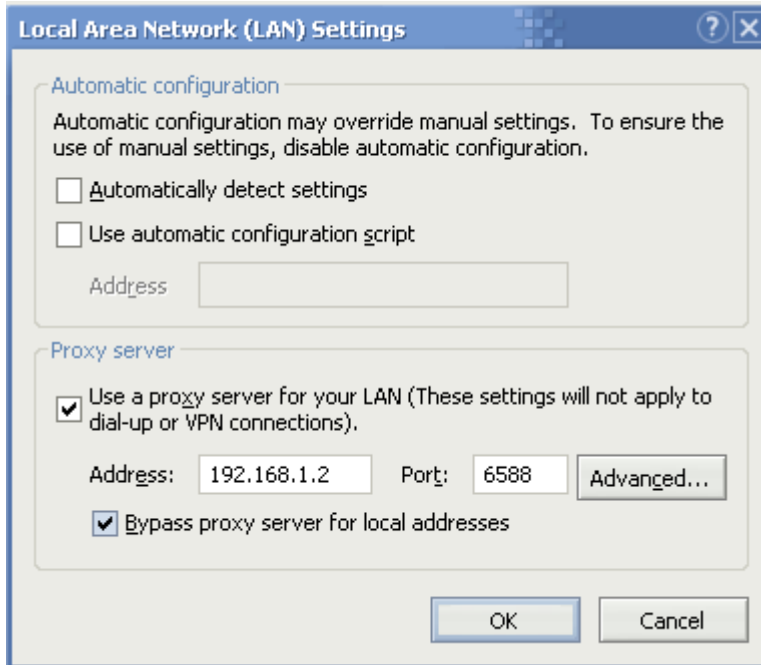 Local Area Network (LAN) Settings
Automatic configuration
Automatic configuration may override manual settings. To ensure the
use of manual settings, disable automatic configuration.
Automatically detect settings
Use automatic configuration script
Address
Proxy server
Use a proxy server for your LAN (These settings will not apply to
dial-up or VPN connections).
Address: 192.168.1.2 Port: 6588 Advanced...
Bypass proxy server for local addresses
OK Cancel